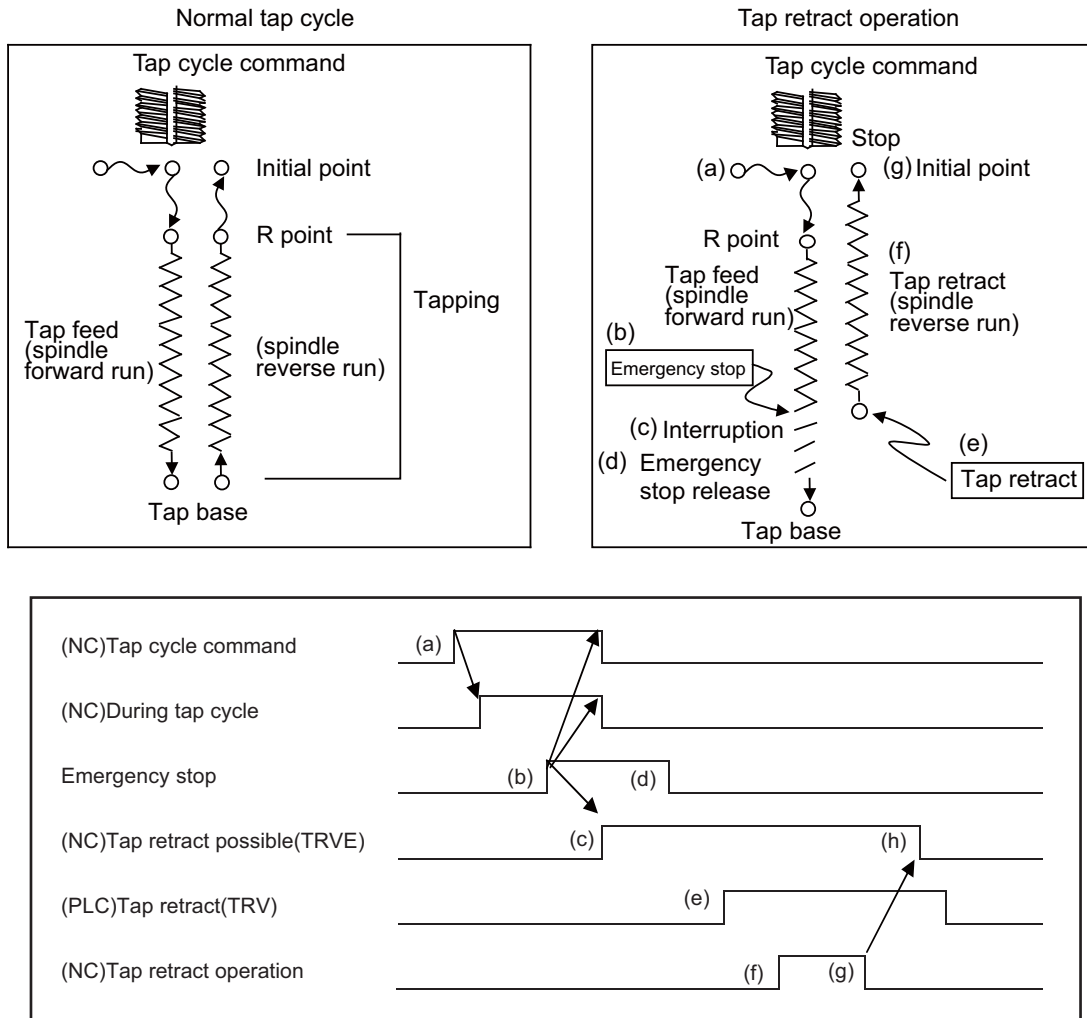 Normal tap cycle
Tap cycle command
Initial point
R point
Tapping
Tap feed
(spindle
forward run)
(spindle
reverse run)
Tap base
Tap retract operation
Tap cycle command
Stop
(a)
(g) Initial point
R point
(f)
Tap feed
(spindle
forward run)
Tap retract
(spindle
reverse run)
(b)
Emergency stop
(c) Interruption
(d) Emergency
stop release
(e)
Tap retract
Tap base
(NC)Tap cycle command (a)
(NC)During tap cycle
Emergency stop (b) (d)
(NC)Tap retract possible(TRVE) (c) (h)
(PLC)Tap retract(TRV) (e)
(NC)Tap retract operation (f) (g)